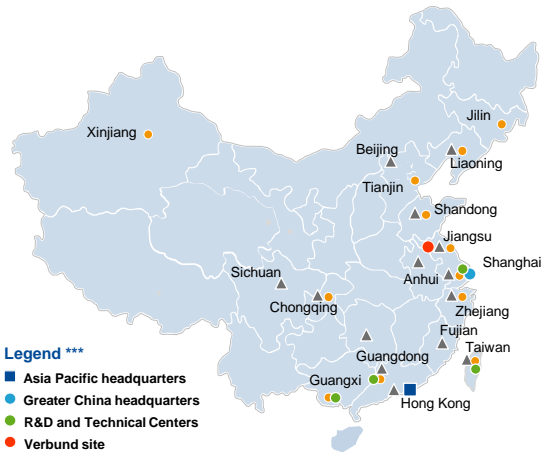 Jilin
Xinjiang
Beijing
Liaoning
Tianjin
Shandong
Jiangsu
Shanghai
Sichuan
Anhui
Chongqing
Zhejiang
Fujian
Taiwan
Guangdong
Guangxi
Hong Kong
Legend ***
Asia Pacific headquarters
Greater China headquarters
R&D and Technical Centers
Verbund site